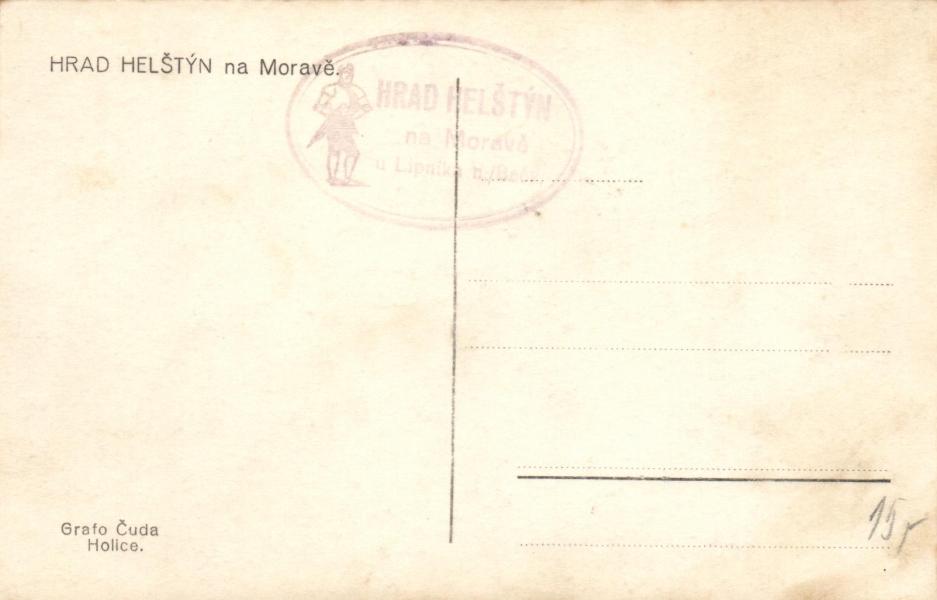 HRAD HELŠTÝN na Moravě.
HRAD HELŠTÝN
na Moravě
u Lipníka n./Beč.
Grafo Čuda
Holice.
15